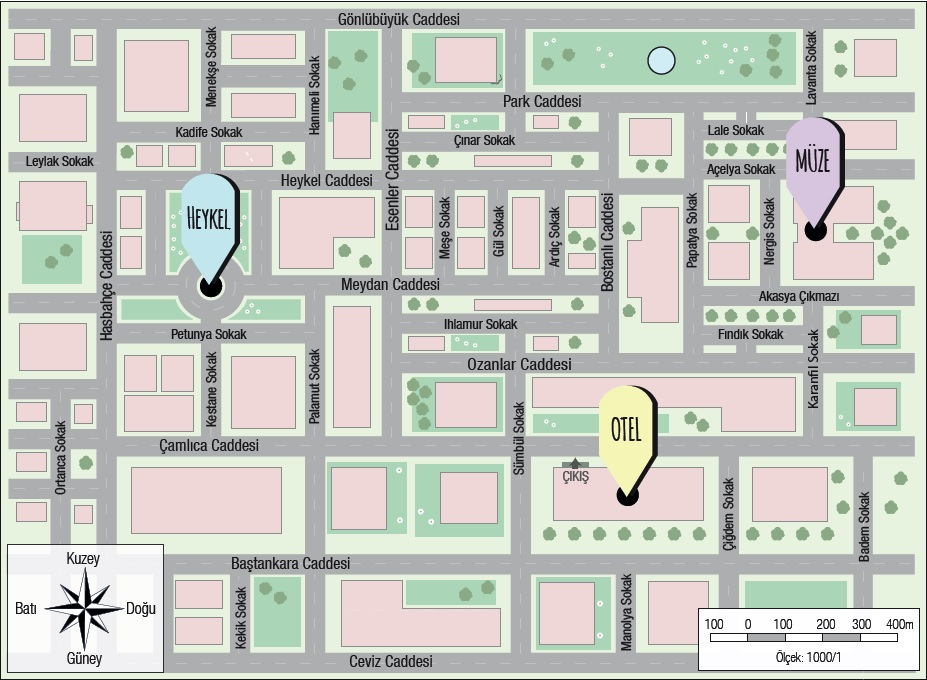 Gönlübüyük Caddesi
Menekşe Sokak
Hanımeli Sokak
Lavanta Sokak
Park Caddesi
Kadife Sokak
Çınar Sokak
Lale Sokak
Leylak Sokak
Açelya Sokak
MÜZE
Heykel Caddesi
Esenler Caddesi
HEYKEL
Meşe Sokak
Gül Sokak
Ardıç Sokak
Bostanlı Caddesi
Papatya Sokak
Nergis Sokak
Hasbahçe Caddesi
Meydan Caddesi
Akasya Çıkmazı
Petunya Sokak
Ihlamur Sokak
Fındık Sokak
Ozanlar Caddesi
Kestane Sokak
Palamut Sokak
Karanfil Sokak
Sümbül Sokak
OTEL
Çamlıca Caddesi
Ortanca Sokak
ÇIKIŞ
Çiğdem Sokak
Badem Sokak
Baştankara Caddesi
Kuzey
Batı
Doğu
Güney
Kekik Sokak
Manolya Sokak
Ceviz Caddesi
100 0 100 200 300 400m
Ölçek: 1000/1